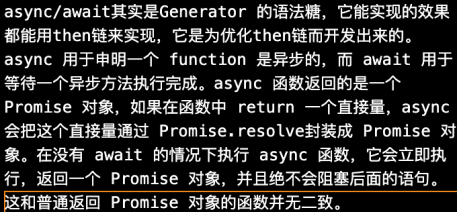 async/await其实是Generator 的语法糖，它能实现的效果
都能用then链来实现，它是为优化then链而开发出来的。
async 用于申明一个 function 是异步的，而 await 用于
等待一个异步方法执行完成。async 函数返回的是一个
Promise 对象，如果在函数中 return 一个直接量，async
会把这个直接量通过 Promise.resolve封装成 Promise 对
象。在没有 await 的情况下执行 async 函数，它会立即执
行，返回一个 Promise 对象，并且绝不会阻塞后面的语句。
这和普通返回 Promise 对象的函数并无二致。